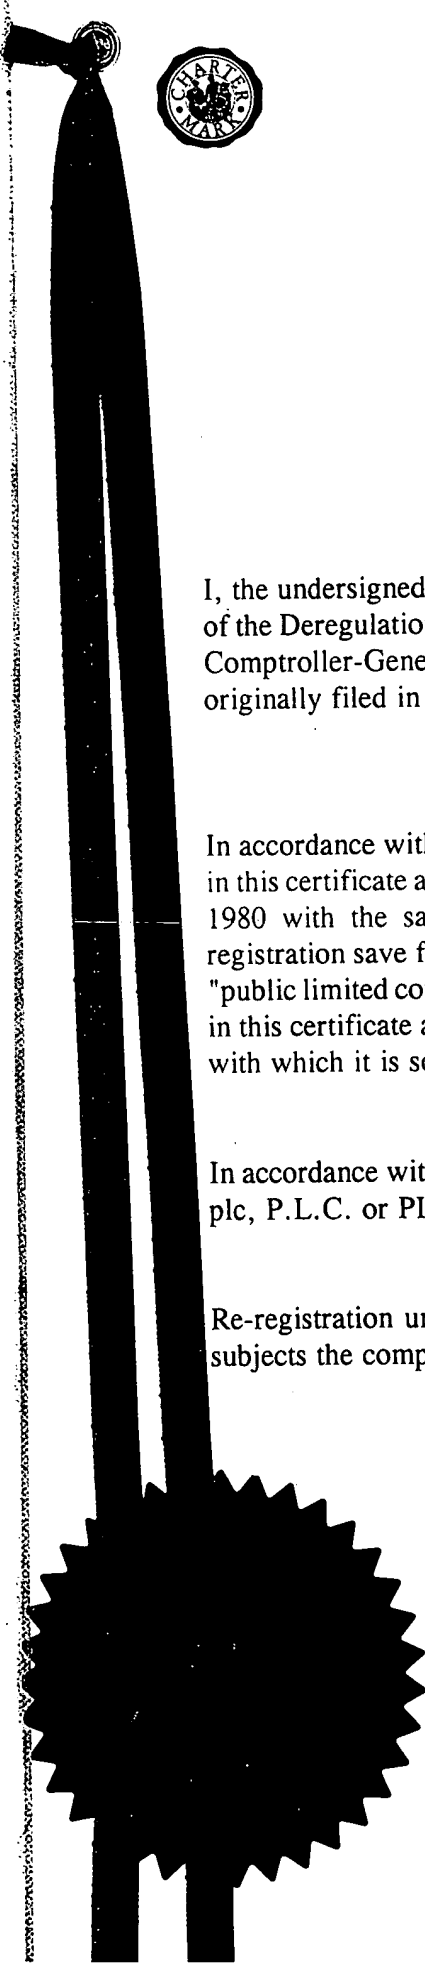 CHARTER
MARK
I, the undersigned
of the Deregulatio
Comptroller-Gene
originally filed in
In accordance wit
in this certificate a
1980 with the sa
registration save f
"public limited co
in this certificate a
with which it is se
In accordance wit
plc, P.L.C. or Pl
Re-registration u
subjects the comp